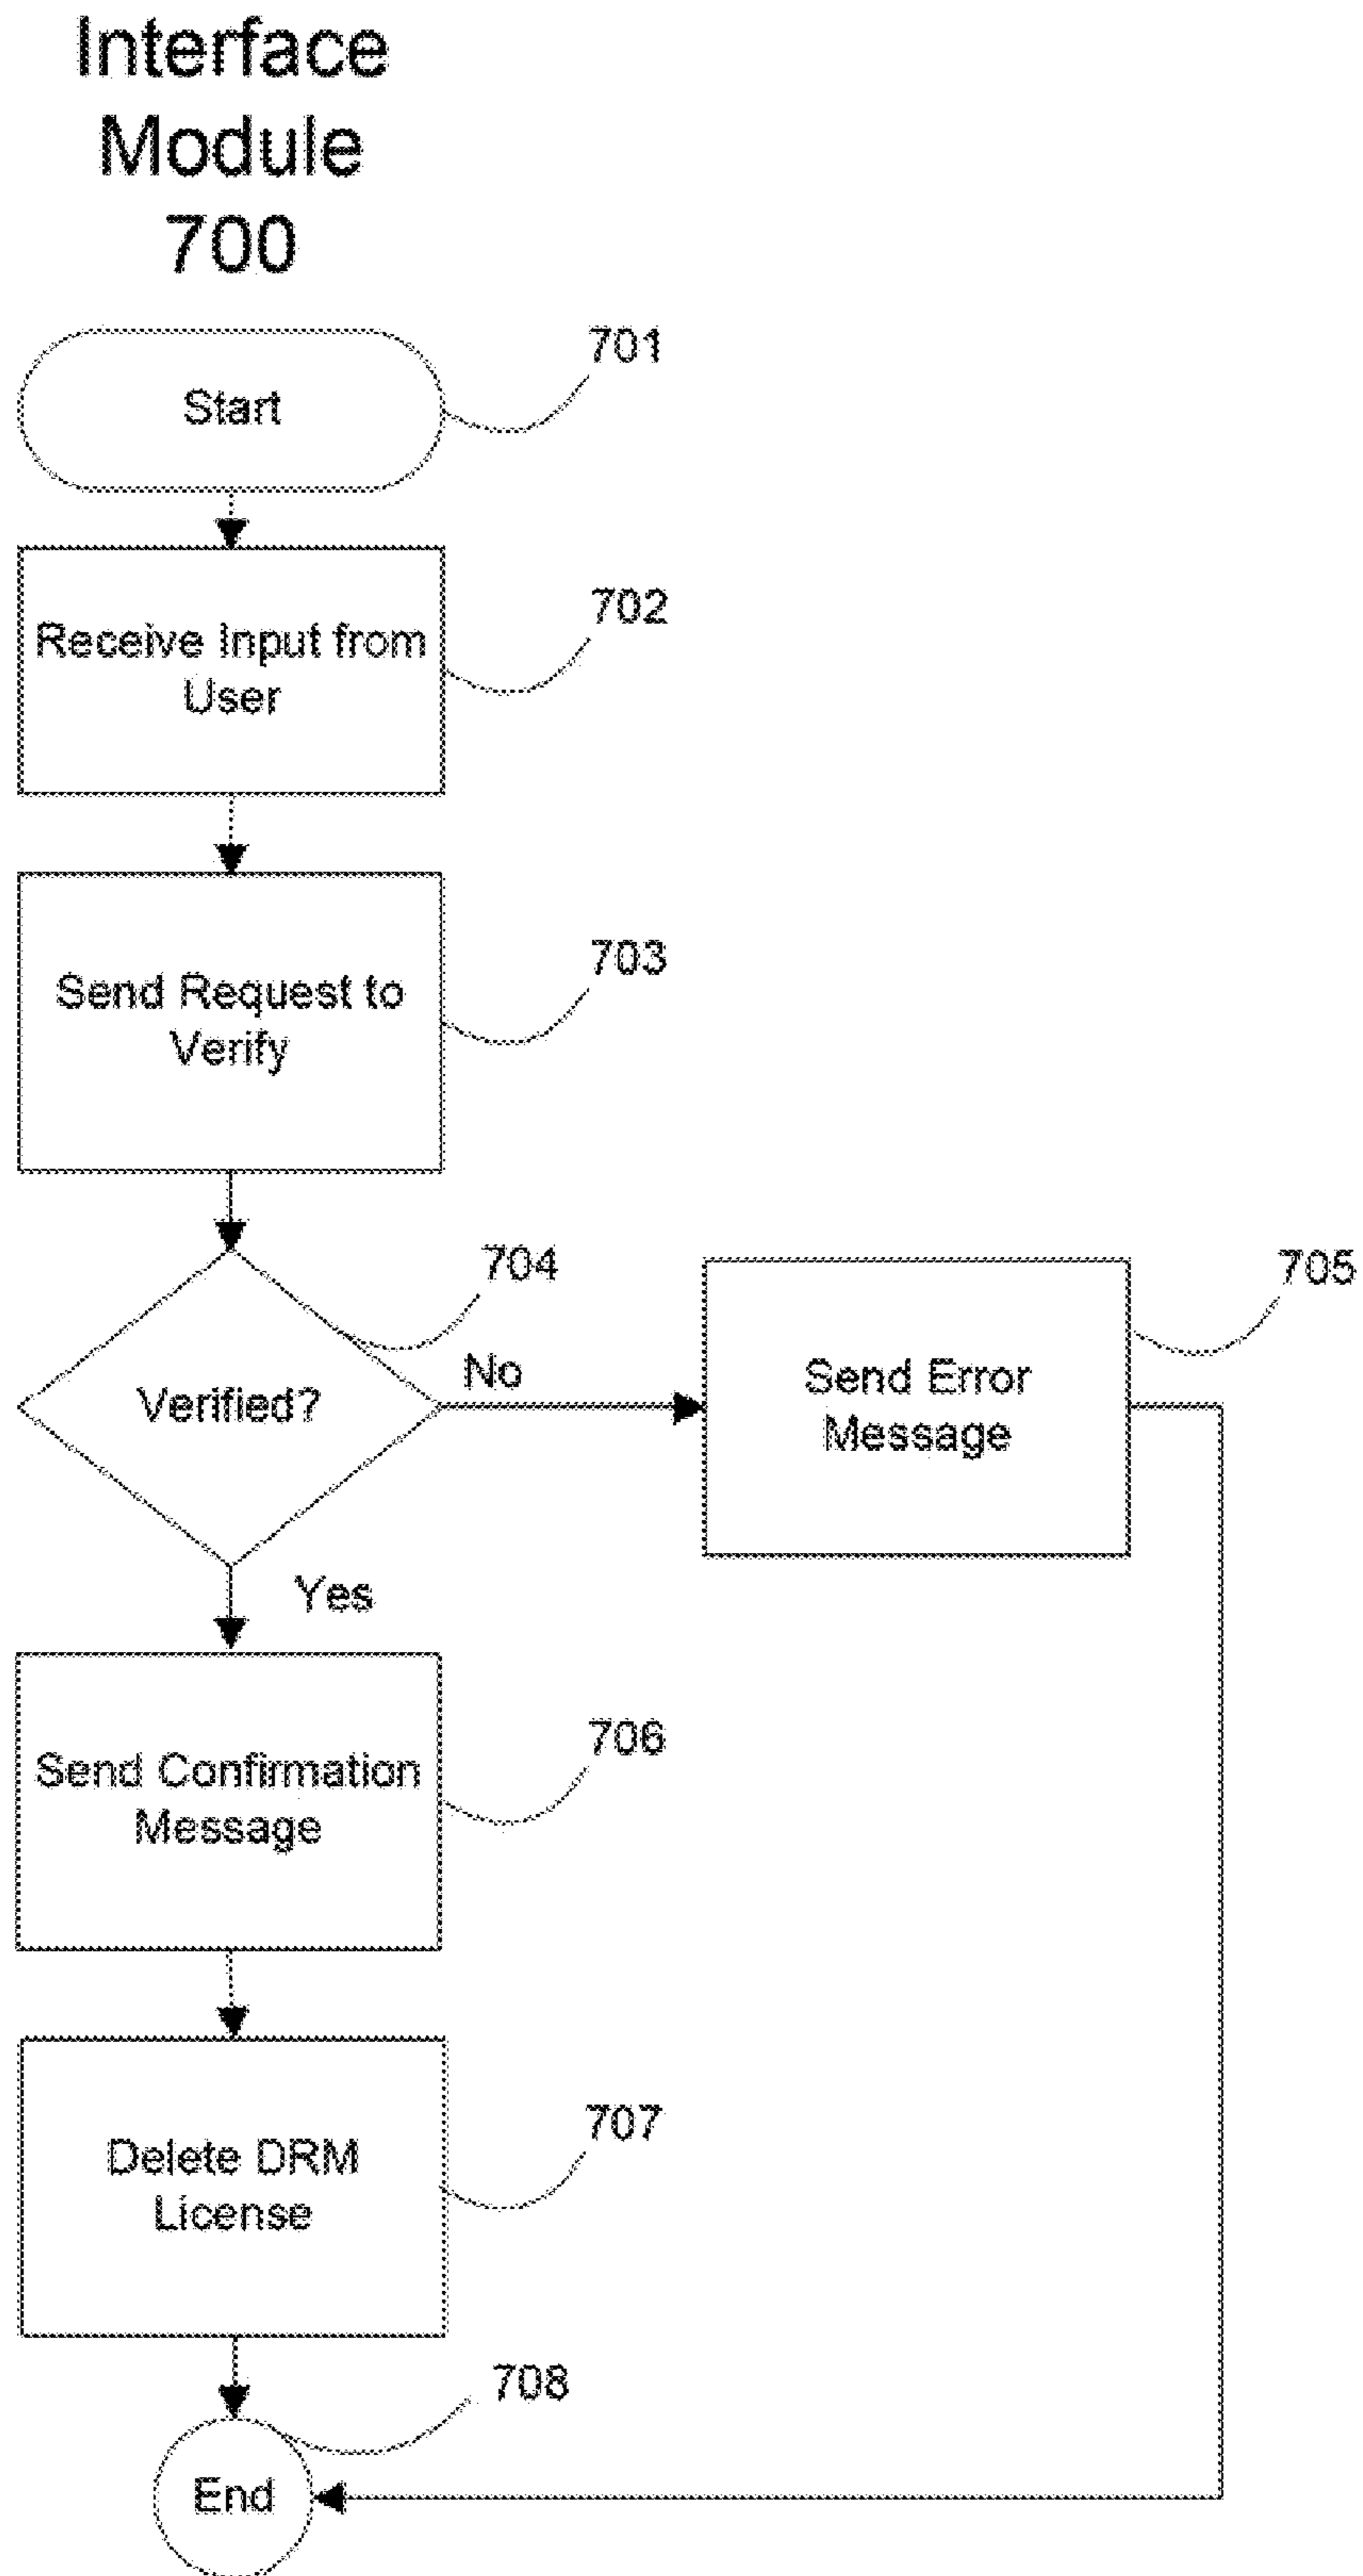 Interface
Module
700
701
Start
702
Receive Input from
User
703
Send Request to
Verify
704
705
No
Verified?
Send Error
Message
Yes
706
Send Confirmation
Message
707
Delete DRM
License
708
End